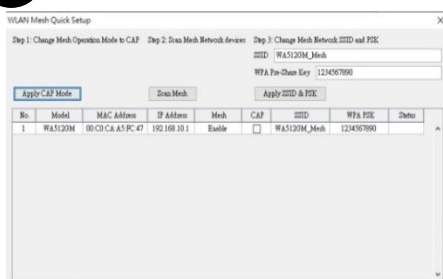 WLAN Mesh Quick Setup
Step 1: Change Mesh Operation Mode to CAP Step 2: Scan Mesh Network devices Step 3: Change Mesh Network SSID and PSK
SSID WA5120M_Mesh
WPA Pre-Share Key 1234567890
Apply CAP Mode Scan Mesh Apply SSID & PSK
No. Model MAC Address IP Address Mesh CAP SSID WPA PSK Status
1 WA5120M 00:C0:CA:A5:FC:47 192.168.10.1 Enable WA5120M_Mesh 1234567890